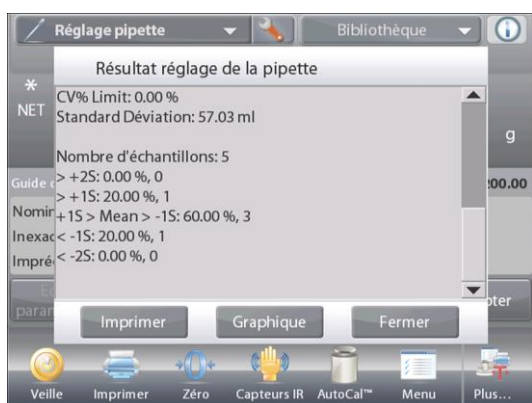 Réglage pipette
Bibliothèque
Résultat réglage de la pipette
*
NET
g
CV% Limit: 0.00 %
Standard Déviation: 57.03 ml
Nombre d'échantillons: 5
> +2S: 0.00 %, 0
> +1S: 20.00 %, 1
+1S > Mean > -1S: 60.00 %, 3
< -1S: 20.00 %, 1
< -2S: 0.00 %, 0
Guide
Imprimer
Graphique
Fermer
Veille
Imprimer
Zéro
Capteurs IR
AutoCal™
Menu
Plus...